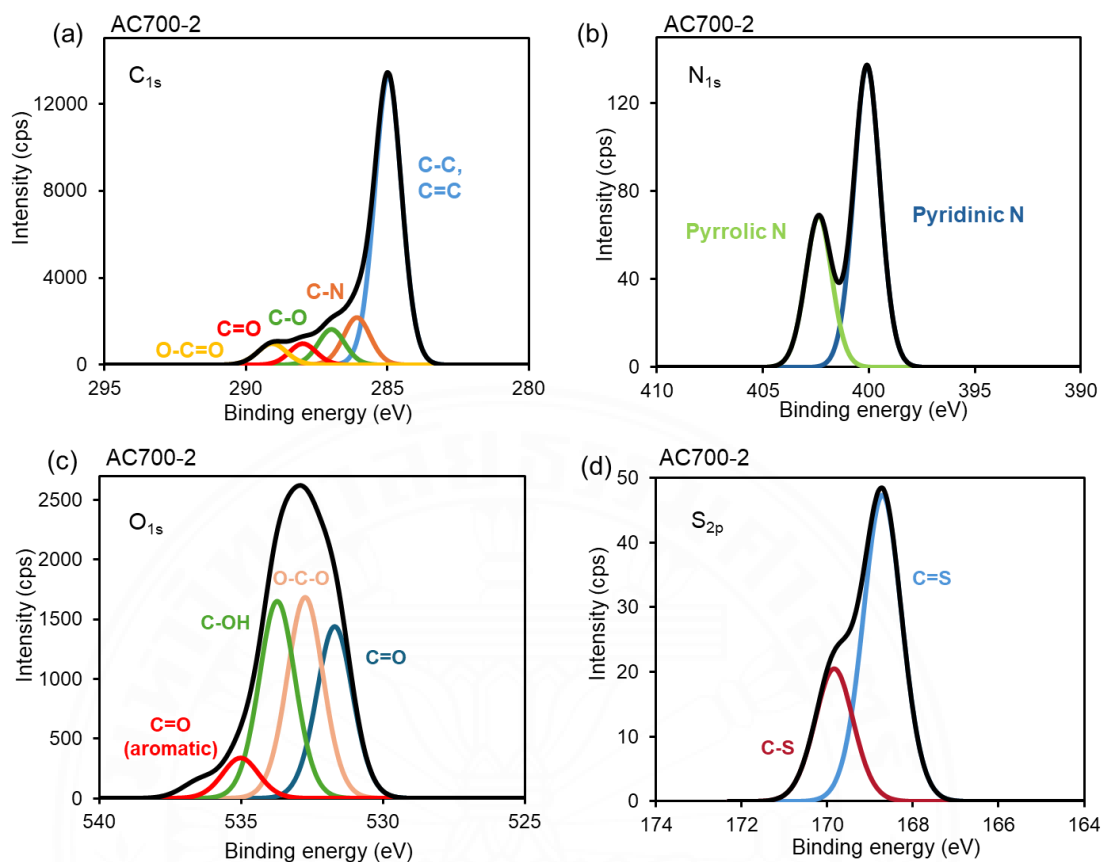 (a)
AC700-2
C1s
Intensity (cps)
12000
8000
4000
0
C-C,
C=C
C-N
C-O
C=O
O-C=O
295
290
285
280
Binding energy (eV)
(b)
AC700-2
N1s
Intensity (cps)
120
80
40
0
Pyrrolic N
Pyridinic N
410
405
400
395
390
Binding energy (eV)
(c)
AC700-2
O1s
Intensity (cps)
2500
2000
1500
1000
500
0
O-C-O
C-OH
C=O
C=O
(aromatic)
540
535
530
525
Binding energy (eV)
(d)
AC700-2
S2p
Intensity (cps)
50
40
30
20
10
0
C=S
C-S
174
172
170
168
166
164
Binding energy (eV)